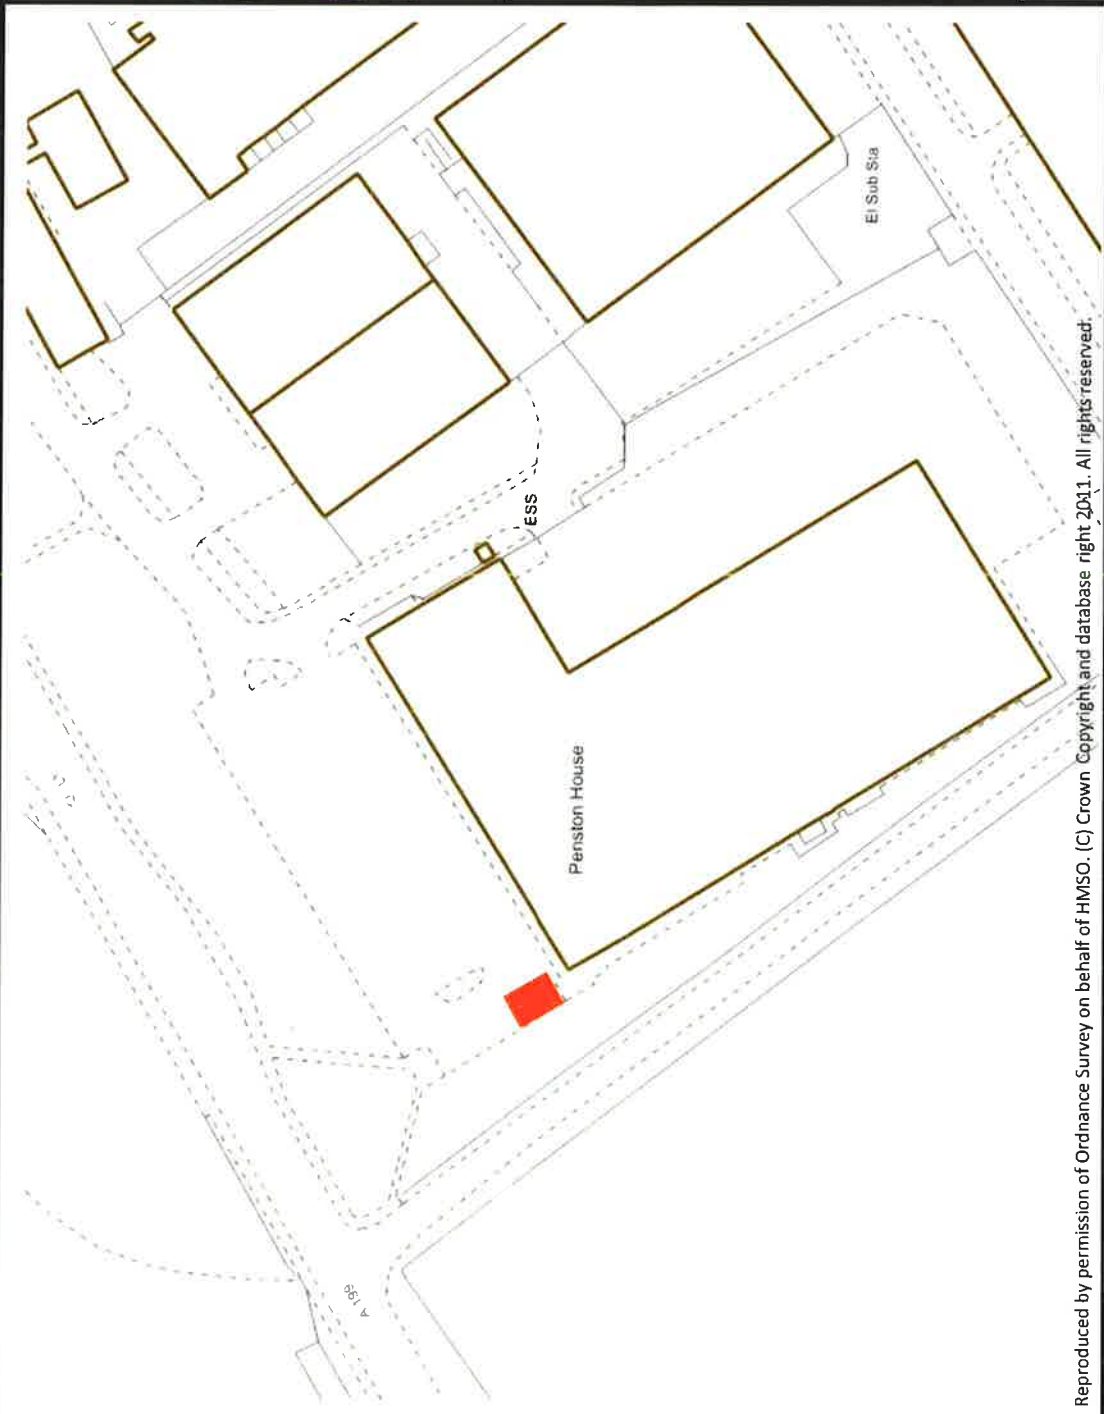 El Sub Sta
ESS
Penston House
A 199
Reproduced by permission of Ordnance Survey on behalf of HMSO. (C) Crown Copyright and database right 2011. All rights reserved.